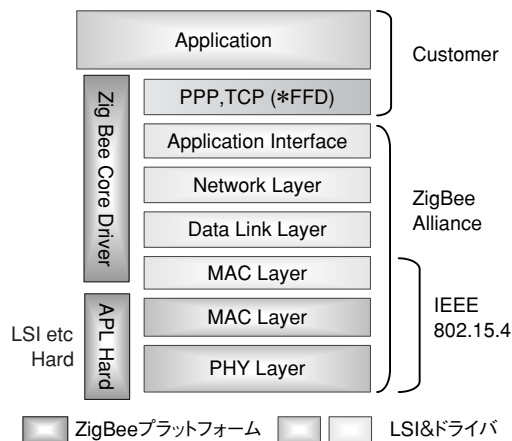 Application
Customer
PPP,TCP (*FFD)
Zig Bee Core Driver
Application Interface
Network Layer
ZigBee
Alliance
Data Link Layer
MAC Layer
IEEE
802.15.4
LSI etc
Hard
APL Hard
MAC Layer
PHY Layer
ZigBeeプラットフォーム
LSI&ドライバ